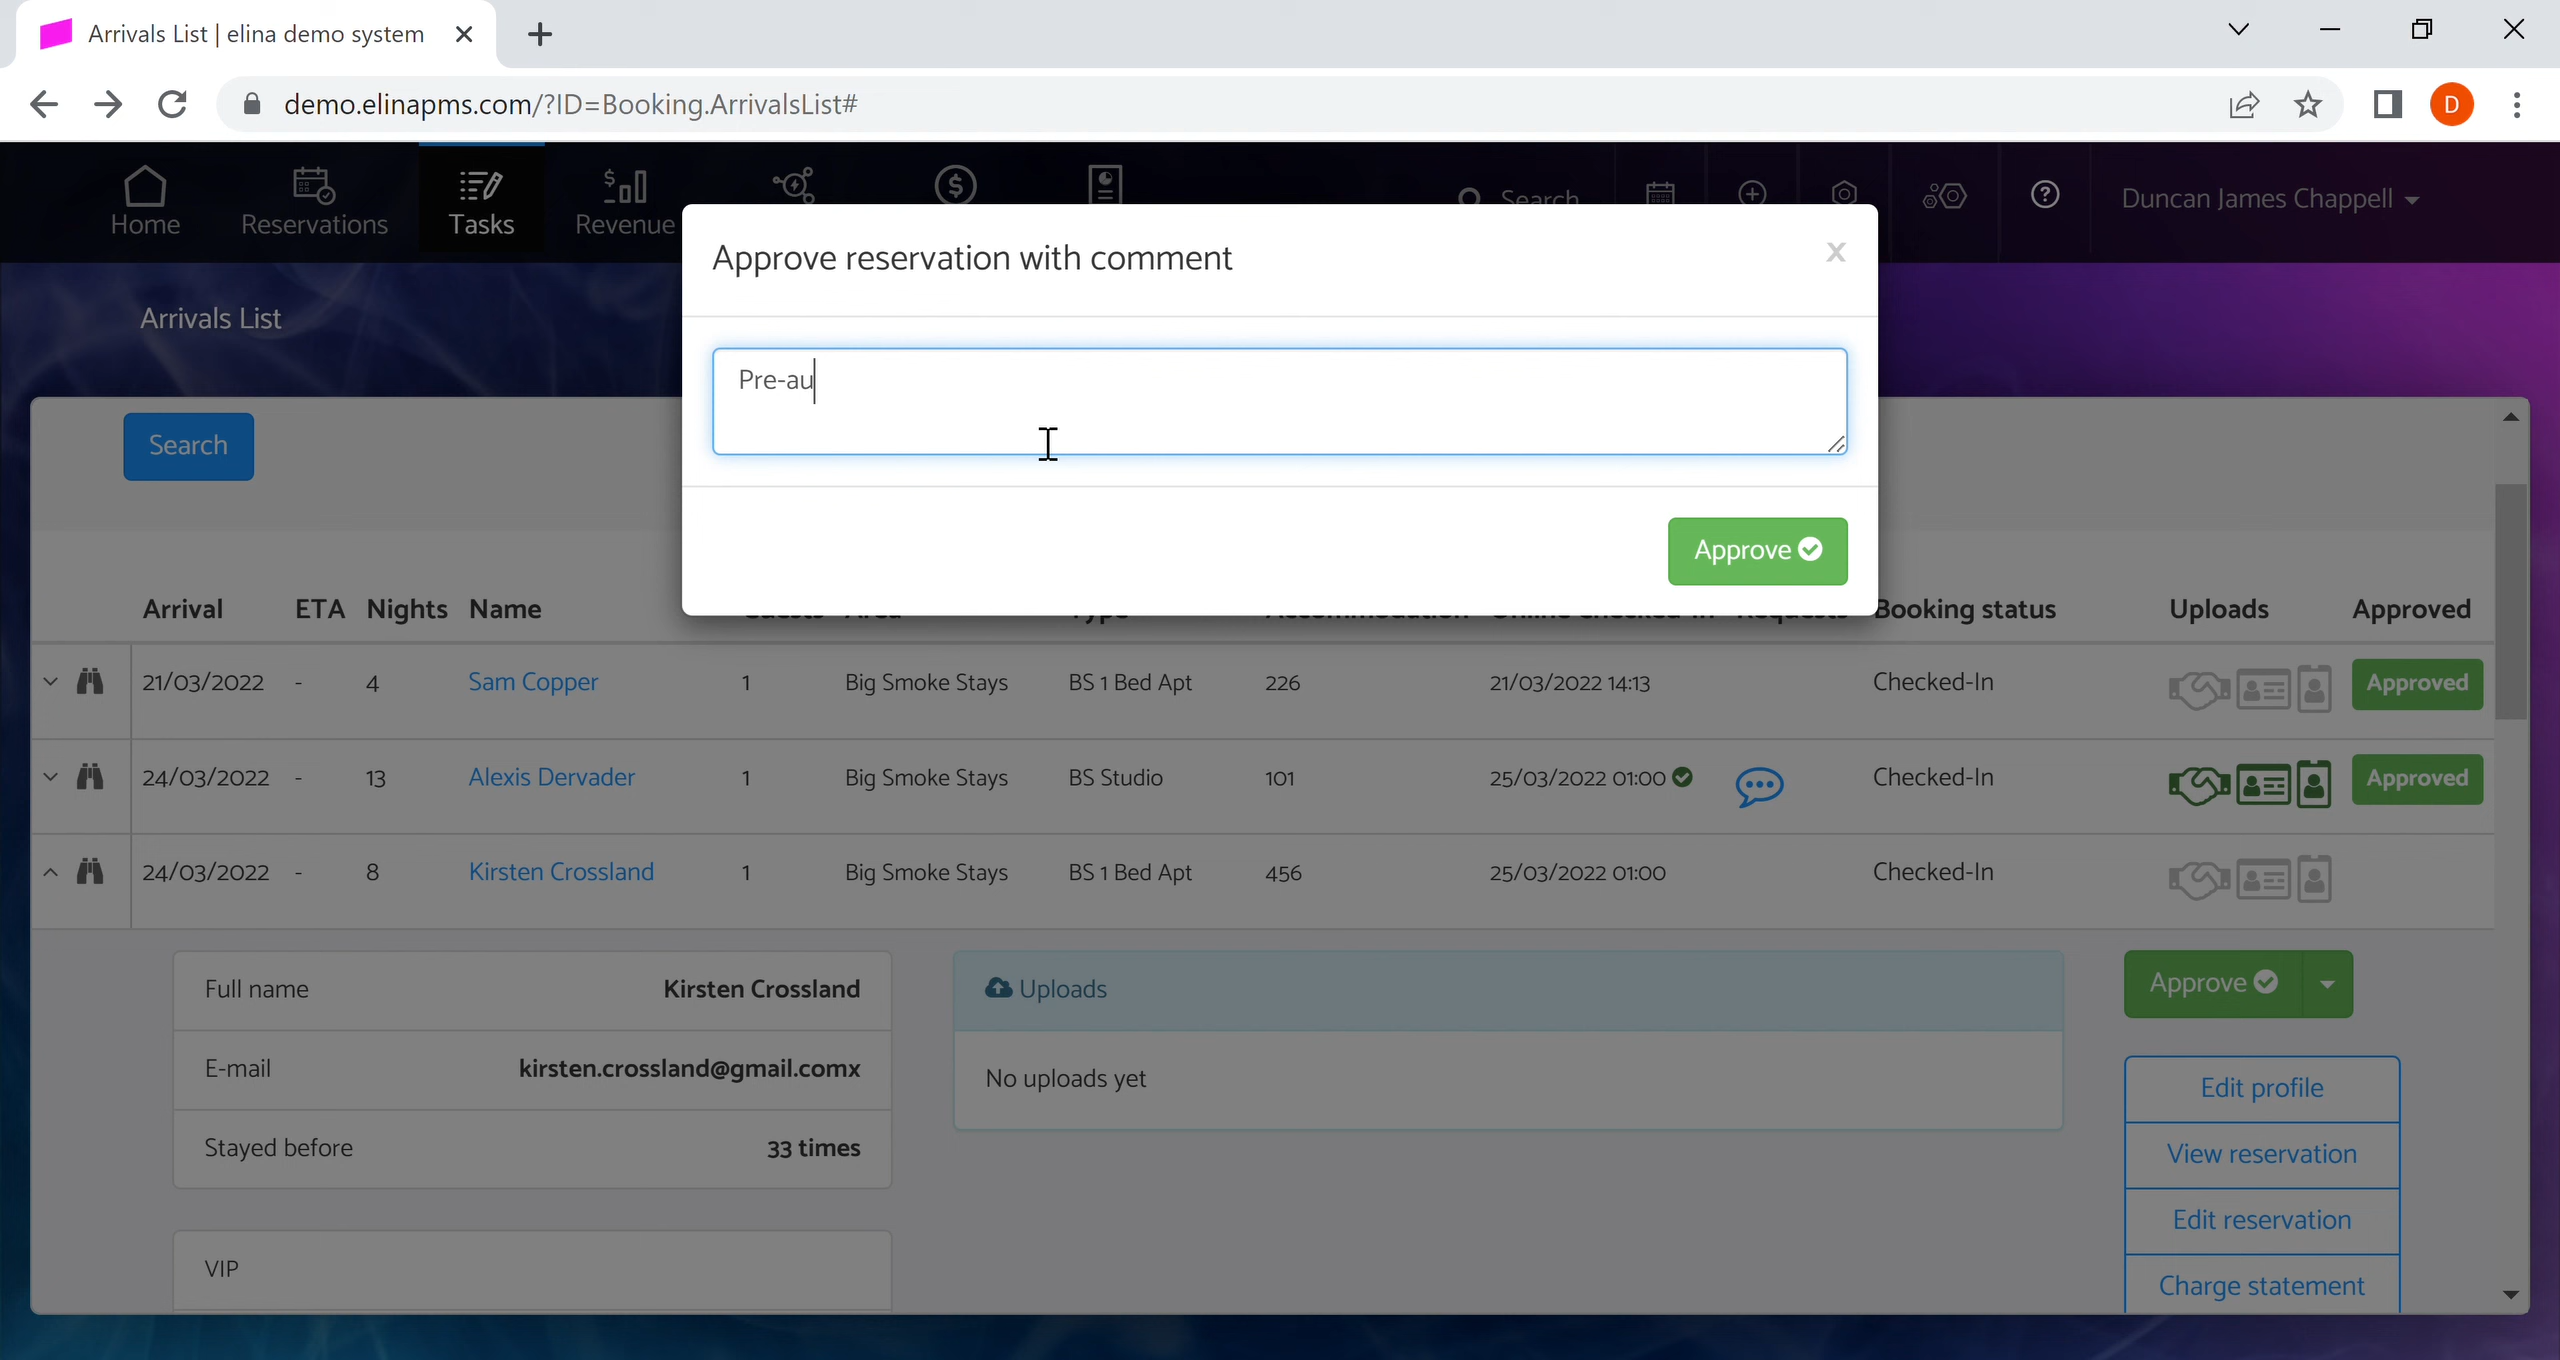 Arrivals List | elina demo system
demo.elinapms.com/?ID=Booking.ArrivalsList#
D
Home Reservations Tasks Revenue Search Duncan James Chappell
Approve reservation with comment
x
Arrivals List
Pre-au
Search
Approve
Arrival ETA Nights Name Guests Area Type Accommodation Online checked-in Requests Booking status Uploads Approved
21/03/2022 - 4 Sam Copper 1 Big Smoke Stays BS 1 Bed Apt 226 21/03/2022 14:13 Checked-In Approved
24/03/2022 - 13 Alexis Dervader 1 Big Smoke Stays BS Studio 101 25/03/2022 01:00 Checked-In Approved
24/03/2022 - 8 Kirsten Crossland 1 Big Smoke Stays BS 1 Bed Apt 456 25/03/2022 01:00 Checked-In
Full name Kirsten Crossland
E-mail kirsten.crossland@gmail.comx
Stayed before 33 times
VIP
Uploads
No uploads yet
Approve
Edit profile
View reservation
Edit reservation
Charge statement